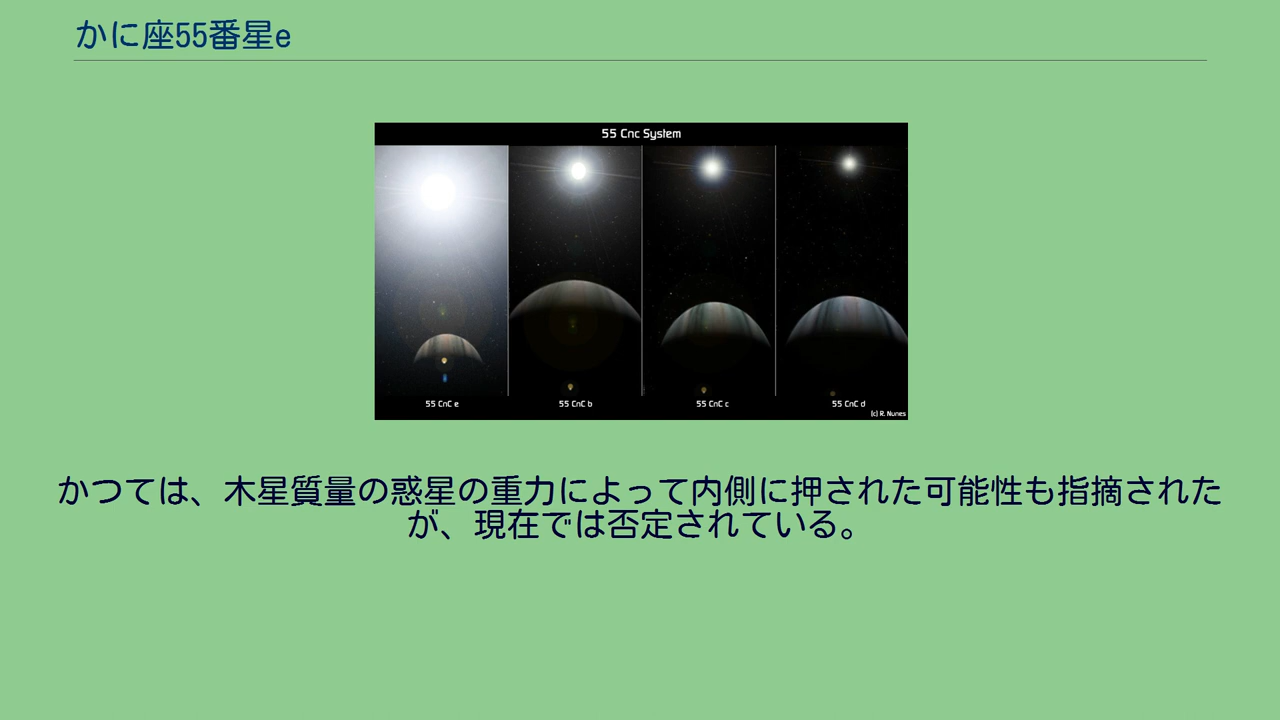 かに座55番星e
55 Cnc System
55 CnC e
55 CnC b
55 CnC c
55 CnC d
(c) R. Nunes
かつては、木星質量の惑星の重力によって内側に押された可能性も指摘された
が、現在では否定されている。